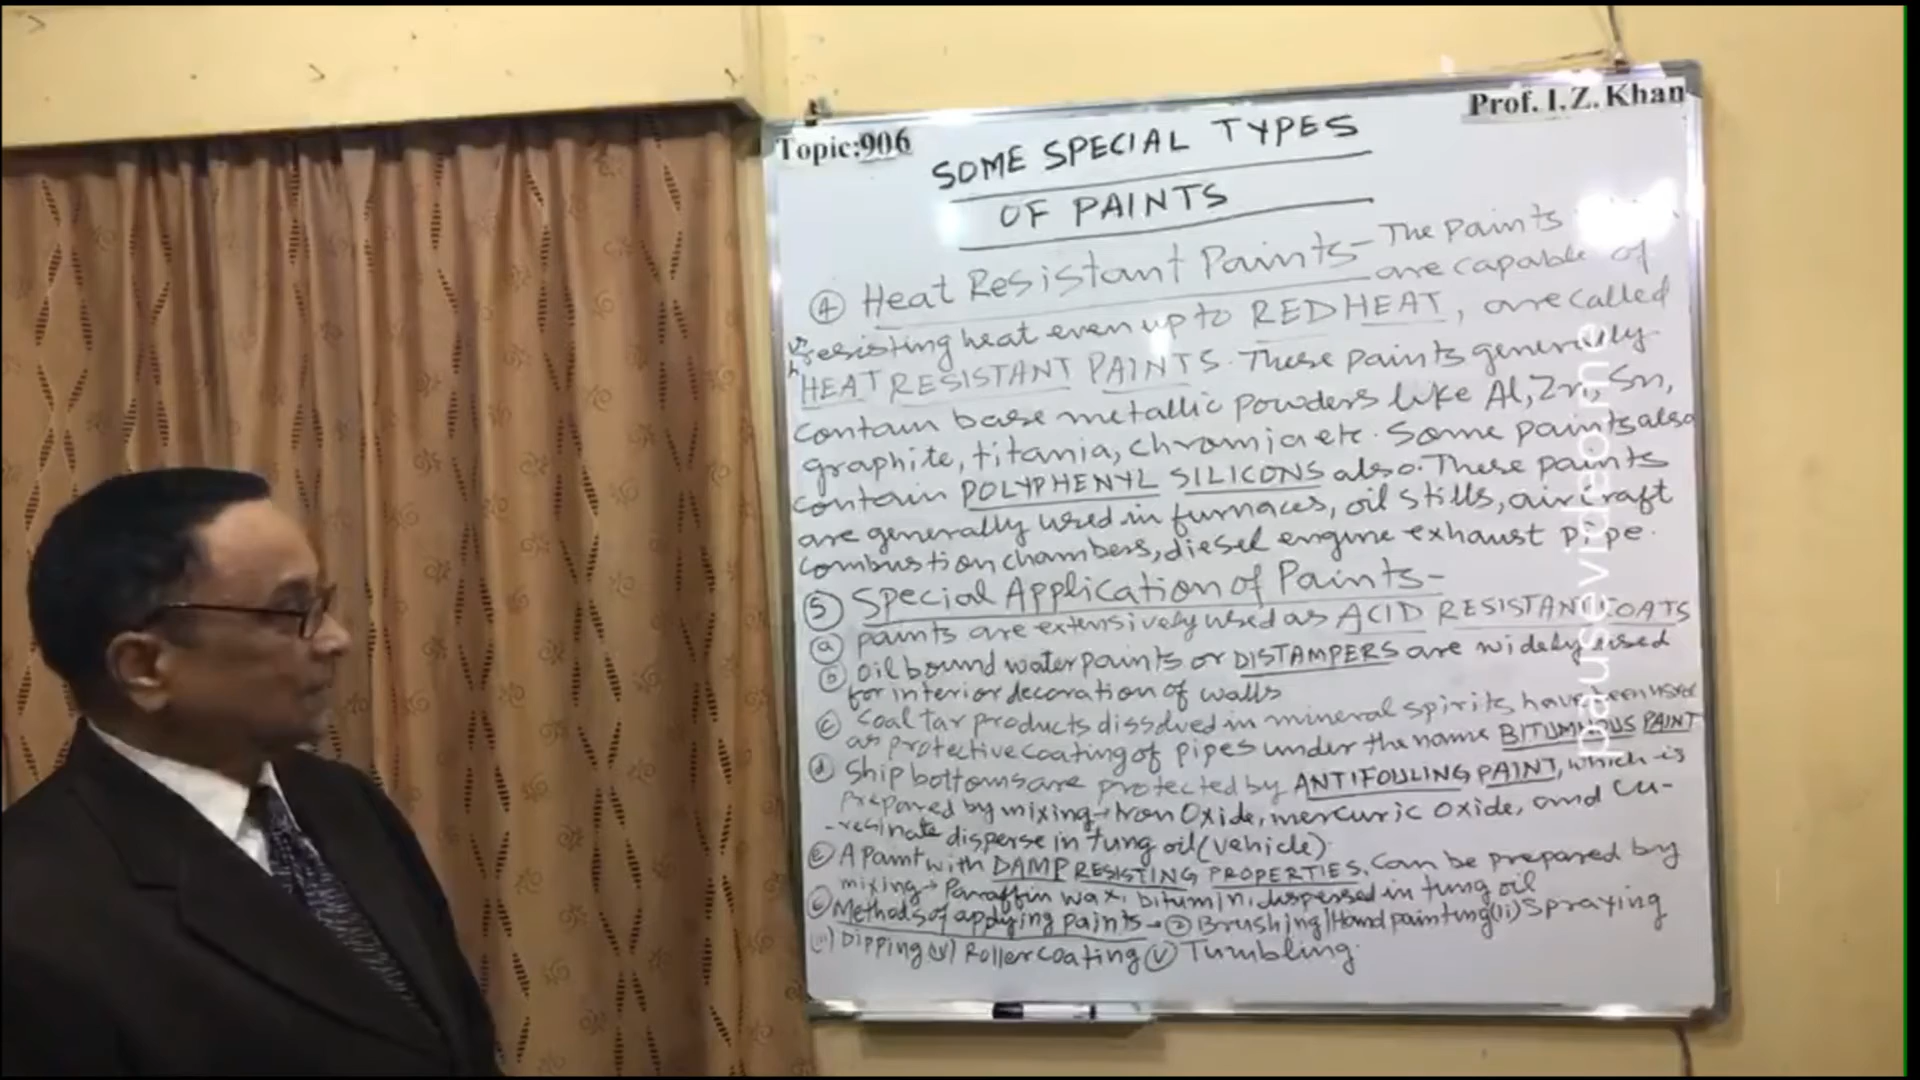 Topic:906
Prof. I. Z. Khan
SOME SPECIAL TYPES
OF PAINTS
④ Heat Resistant Paints- The Paints
are capable of
resisting heat even up to RED HEAT, are called
HEAT RESISTANT PAINTS. These paints generally
contain base metallic powders like Al, Zn, Sn,
graphite, titania, chromia etc. Some paints also
contain POLYPHENYL SILICONS also. These paints
are generally used in furnaces, oil stills, aircraft
combustion chambers, diesel engine exhaust pipe.
⑤ Special Application of Paints-
ⓐ paints are extensively used as ACID RESISTANT COATS
ⓑ oil bound water paints or DISTAMPERS are widely used
for interior decoration of walls
ⓒ Coal tar products dissolved in mineral spirits have been used
as protective coating of pipes under the name BITUMINOUS PAINT
ⓓ Ship bottoms are protected by ANTIFOULING PAINT, which is
prepared by mixing→ Iron Oxide, mercuric oxide, and Cu-
-resinate disperse in tung oil (vehicle).
ⓔ A Paint with DAMP RESISTING PROPERTIES. Can be prepared by
mixing→ Paraffin wax, bitumin, dispersed in tung oil
⑥ Methods of applying paints → ① Brushing/Hand painting (ii) Spraying
(iii) Dipping (iv) Roller coating (v) Tumbling.
pausevideo.me